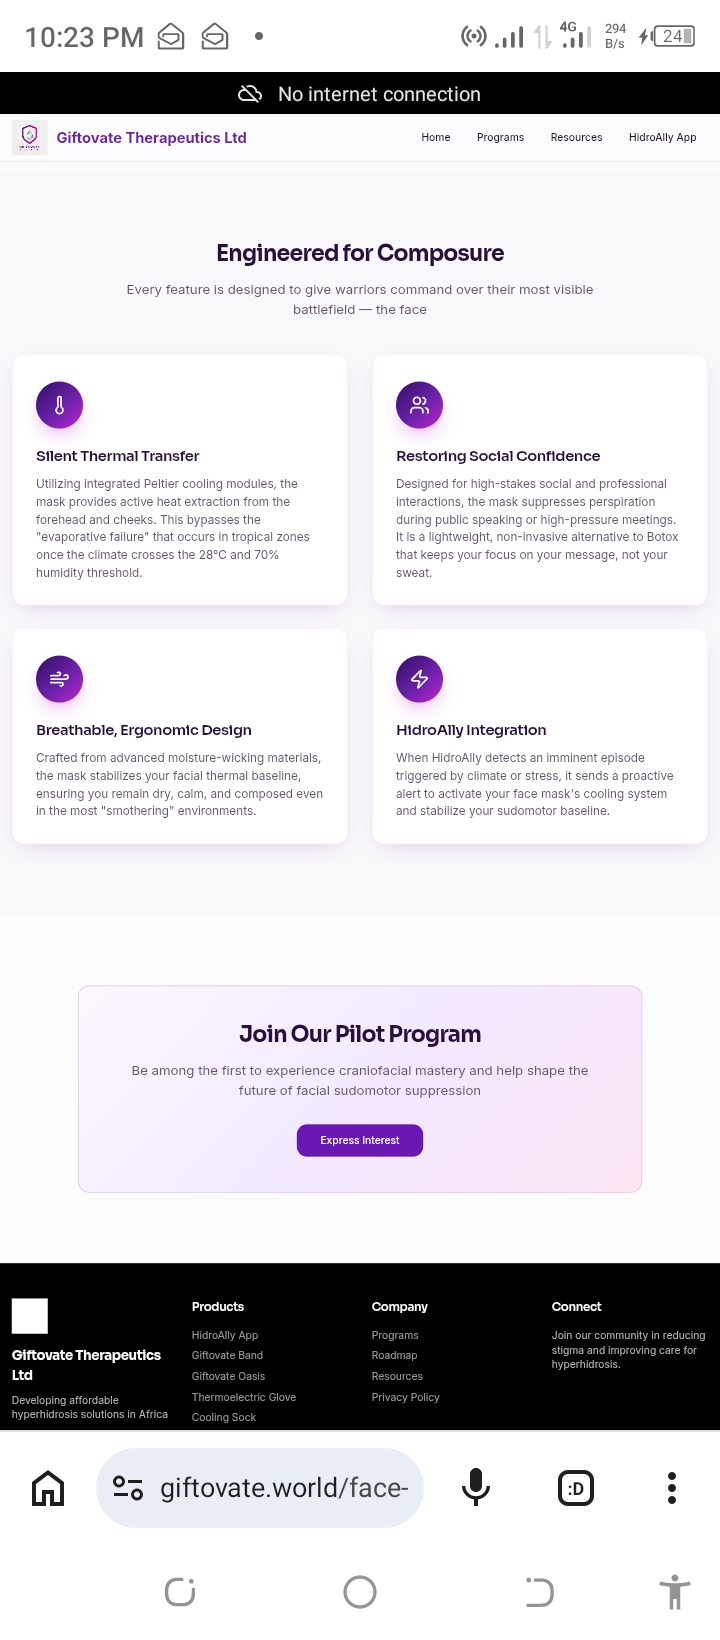 10:23 PM
4G
294
B/s
24
No internet connection
Giftovate Therapeutics Ltd
Home
Programs
Resources
HidroAlly App
Engineered for Composure
Every feature is designed to give warriors command over their most visible
battlefield — the face
Silent Thermal Transfer
Utilizing integrated Peltier cooling modules, the
mask provides active heat extraction from the
forehead and cheeks. This bypasses the
"evaporative failure" that occurs in tropical zones
once the climate crosses the 28°C and 70%
humidity threshold.
Restoring Social Confidence
Designed for high-stakes social and professional
interactions, the mask suppresses perspiration
during public speaking or high-pressure meetings.
It is a lightweight, non-invasive alternative to Botox
that keeps your focus on your message, not your
sweat.
Breathable, Ergonomic Design
Crafted from advanced moisture-wicking materials,
the mask stabilizes your facial thermal baseline,
ensuring you remain dry, calm, and composed even
in the most "smothering" environments.
HidroAlly Integration
When HidroAlly detects an imminent episode
triggered by climate or stress, it sends a proactive
alert to activate your face mask's cooling system
and stabilize your sudomotor baseline.
Join Our Pilot Program
Be among the first to experience craniofacial mastery and help shape the
future of facial sudomotor suppression
Express Interest
Giftovate Therapeutics
Ltd
Developing affordable
hyperhidrosis solutions in Africa
Products
HidroAlly App
Giftovate Band
Giftovate Oasis
Thermoelectric Glove
Cooling Sock
Company
Programs
Roadmap
Resources
Privacy Policy
Connect
Join our community in reducing
stigma and improving care for
hyperhidrosis.
giftovate.world/face-
:D